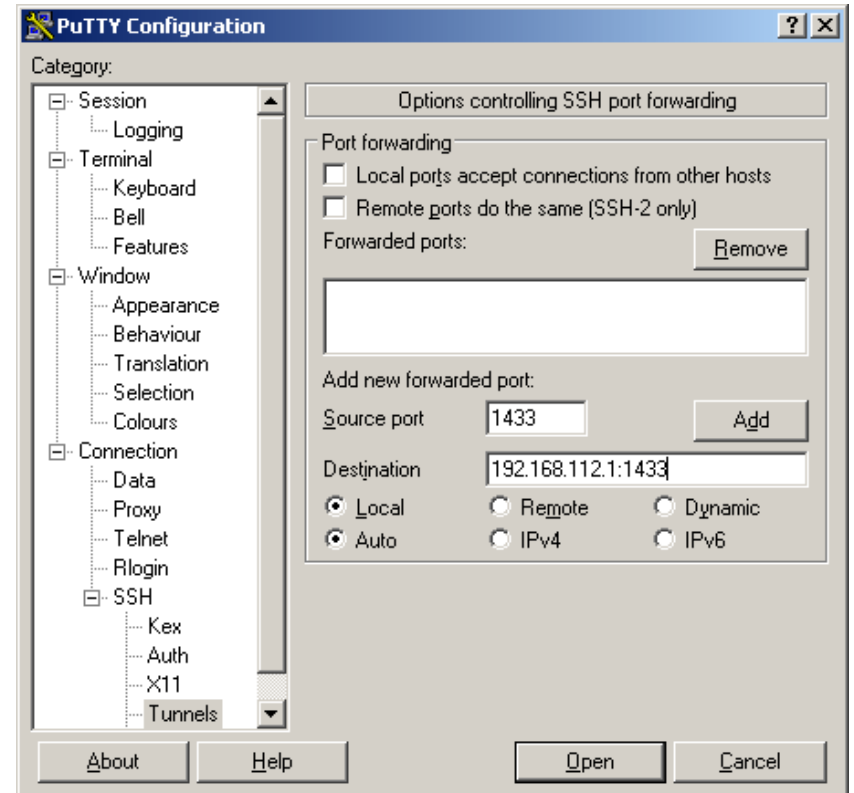 PuTTY Configuration
Category:
Session
Logging
Terminal
Keyboard
Bell
Features
Window
Appearance
Behaviour
Translation
Selection
Colours
Connection
Data
Proxy
Telnet
Rlogin
SSH
Kex
Auth
X11
Tunnels
Options controlling SSH port forwarding
Port forwarding
Local ports accept connections from other hosts
Remote ports do the same (SSH-2 only)
Forwarded ports:
Remove
Add new forwarded port:
Source port 1433 Add
Destination 192.168.112.1:1433
Local Remote Dynamic
Auto IPv4 IPv6
About Help Open Cancel